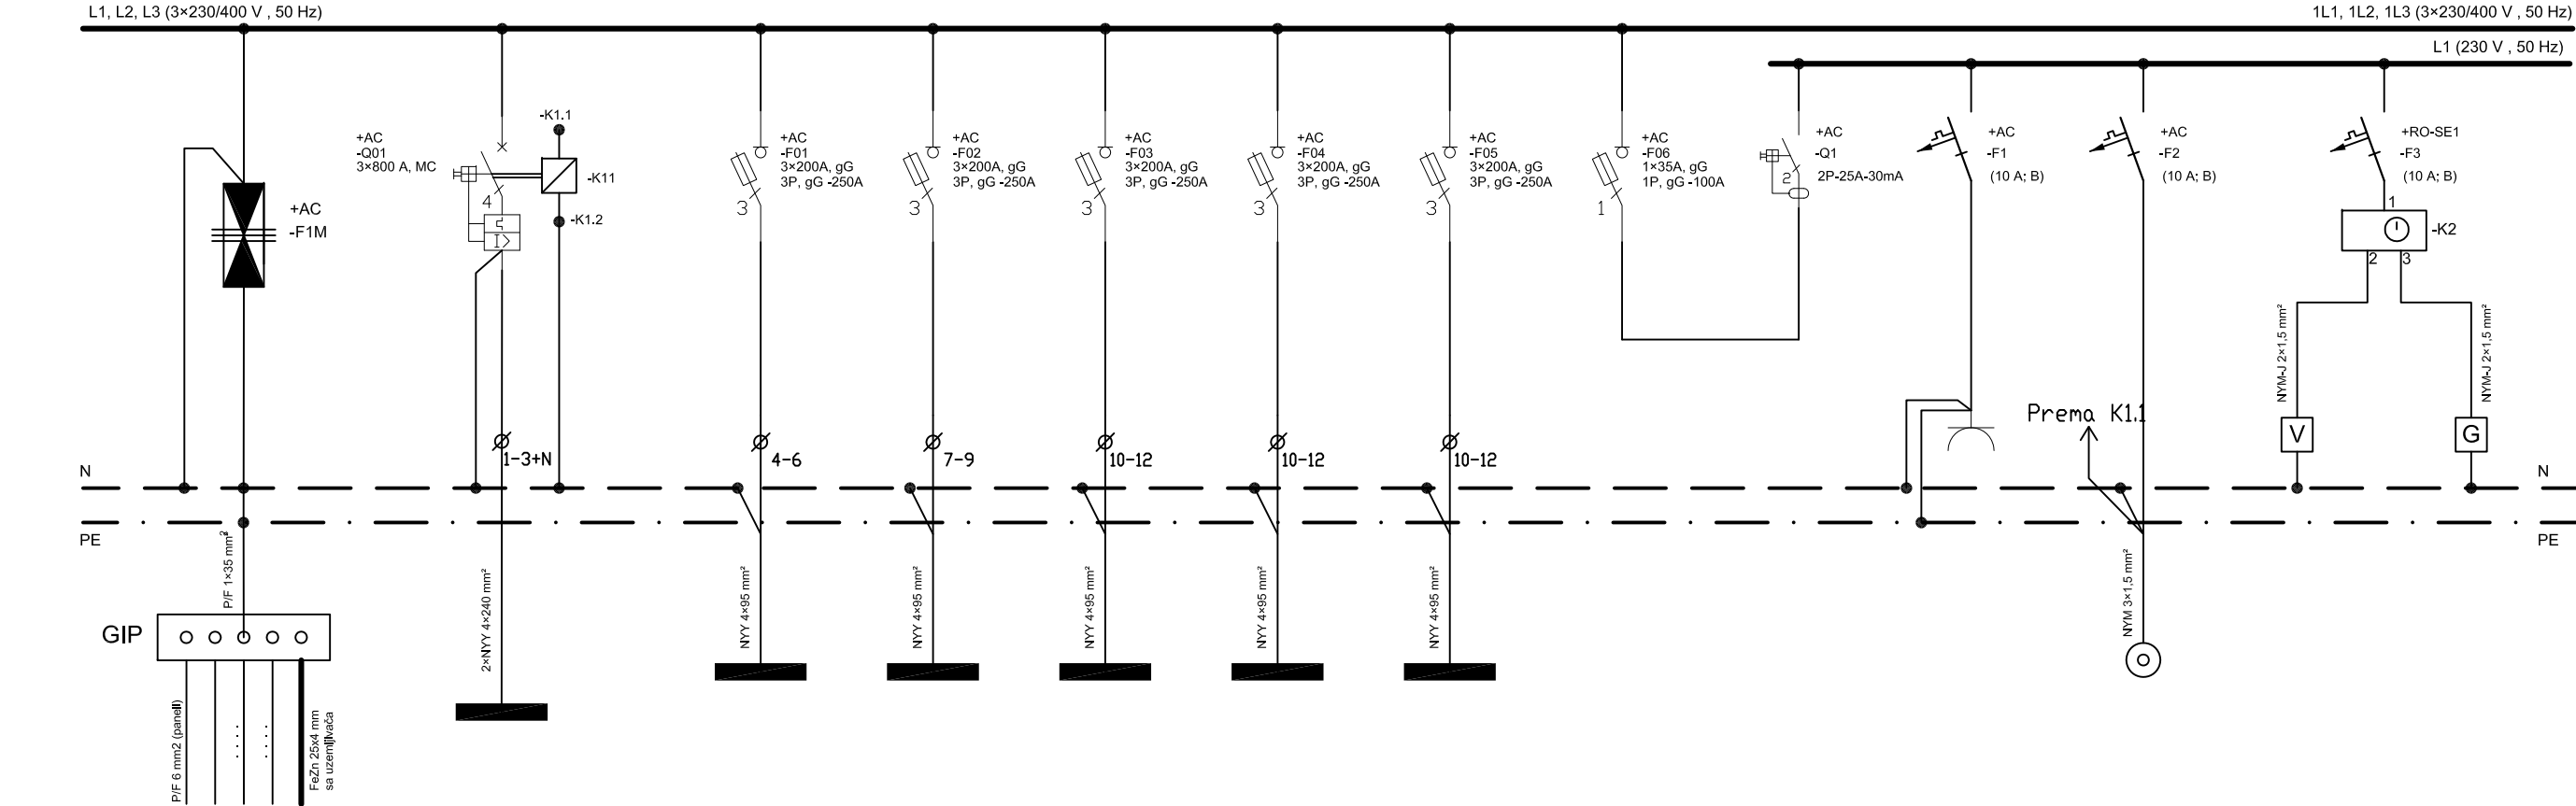 L1, L2, L3 (3×230/400 V , 50 Hz)
1L1, 1L2, 1L3 (3×230/400 V , 50 Hz)
L1 (230 V , 50 Hz)
+AC
-F1M
+AC
-Q01
3×800 A, MC
4
I>
-K1.1
-K11
-K1.2
+AC
-F01
3×200A, gG
3P, gG -250A
3
+AC
-F02
3×200A, gG
3P, gG -250A
3
+AC
-F03
3×200A, gG
3P, gG -250A
3
+AC
-F04
3×200A, gG
3P, gG -250A
3
+AC
-F05
3×200A, gG
3P, gG -250A
3
+AC
-F06
1×35A, gG
1P, gG -100A
1
+AC
-Q1
2P-25A-30mA
2
+AC
-F1
(10 A; B)
+AC
-F2
(10 A; B)
+RO-SE1
-F3
(10 A; B)
1
-K2
2
3
NYM-J 2×1,5 mm²
NYM-J 2×1,5 mm²
V
G
Prema K1.1
1-3+N
4-6
7-9
10-12
10-12
10-12
N
N
PE
PE
P/F 1×35 mm²
2×NYY 4×240 mm²
NYY 4×95 mm²
NYY 4×95 mm²
NYY 4×95 mm²
NYY 4×95 mm²
NYY 4×95 mm²
NYM 3×1,5 mm²
GIP
P/F 6 mm2 (paneli)
.....
.....
FeZn 25x4 mm
sa uzemljivača